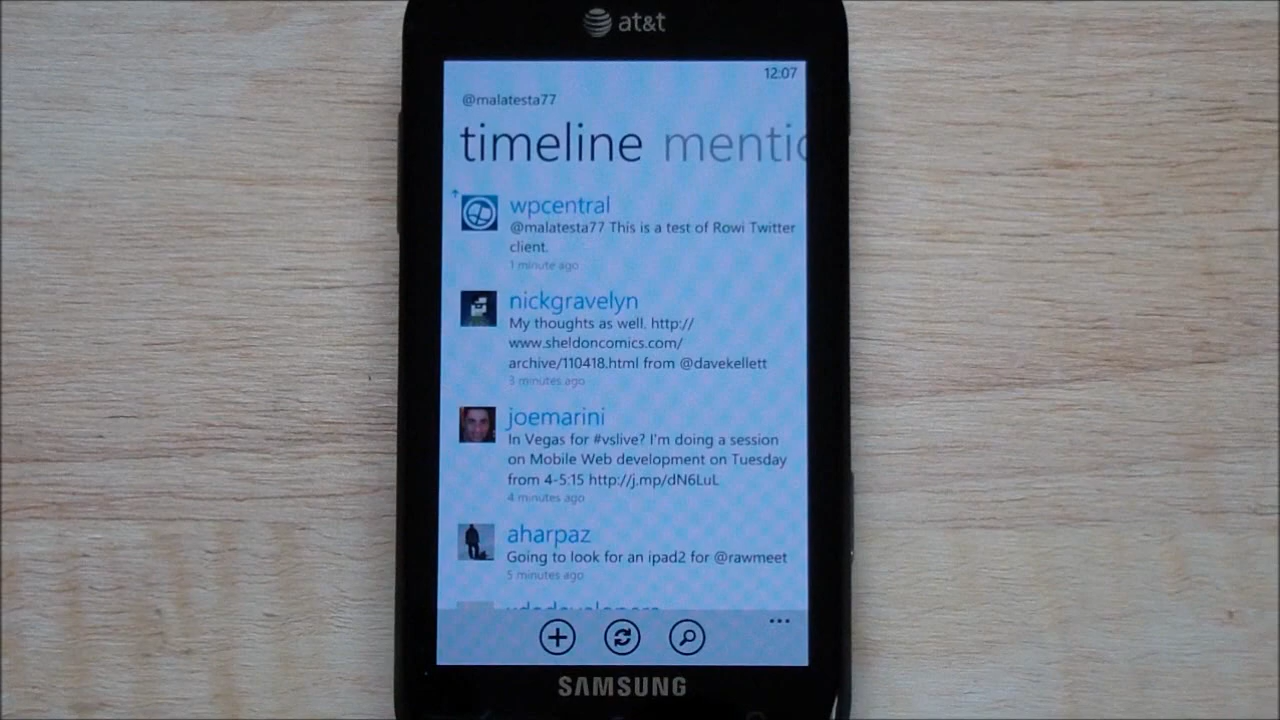 at&t
12:07
@malatesta77
timeline mentio
wpcentral
@malatesta77 This is a test of Rowi Twitter
client.
1 minute ago
nickgravelyn
My thoughts as well. http://
www.sheldoncomics.com/
archive/110418.html from @davekellett
3 minutes ago
joemarini
In Vegas for #vslive? I'm doing a session
on Mobile Web development on Tuesday
from 4-5:15 http://j.mp/dN6LuL
4 minutes ago
aharpaz
Going to look for an ipad2 for @rawmeet
5 minutes ago
SAMSUNG